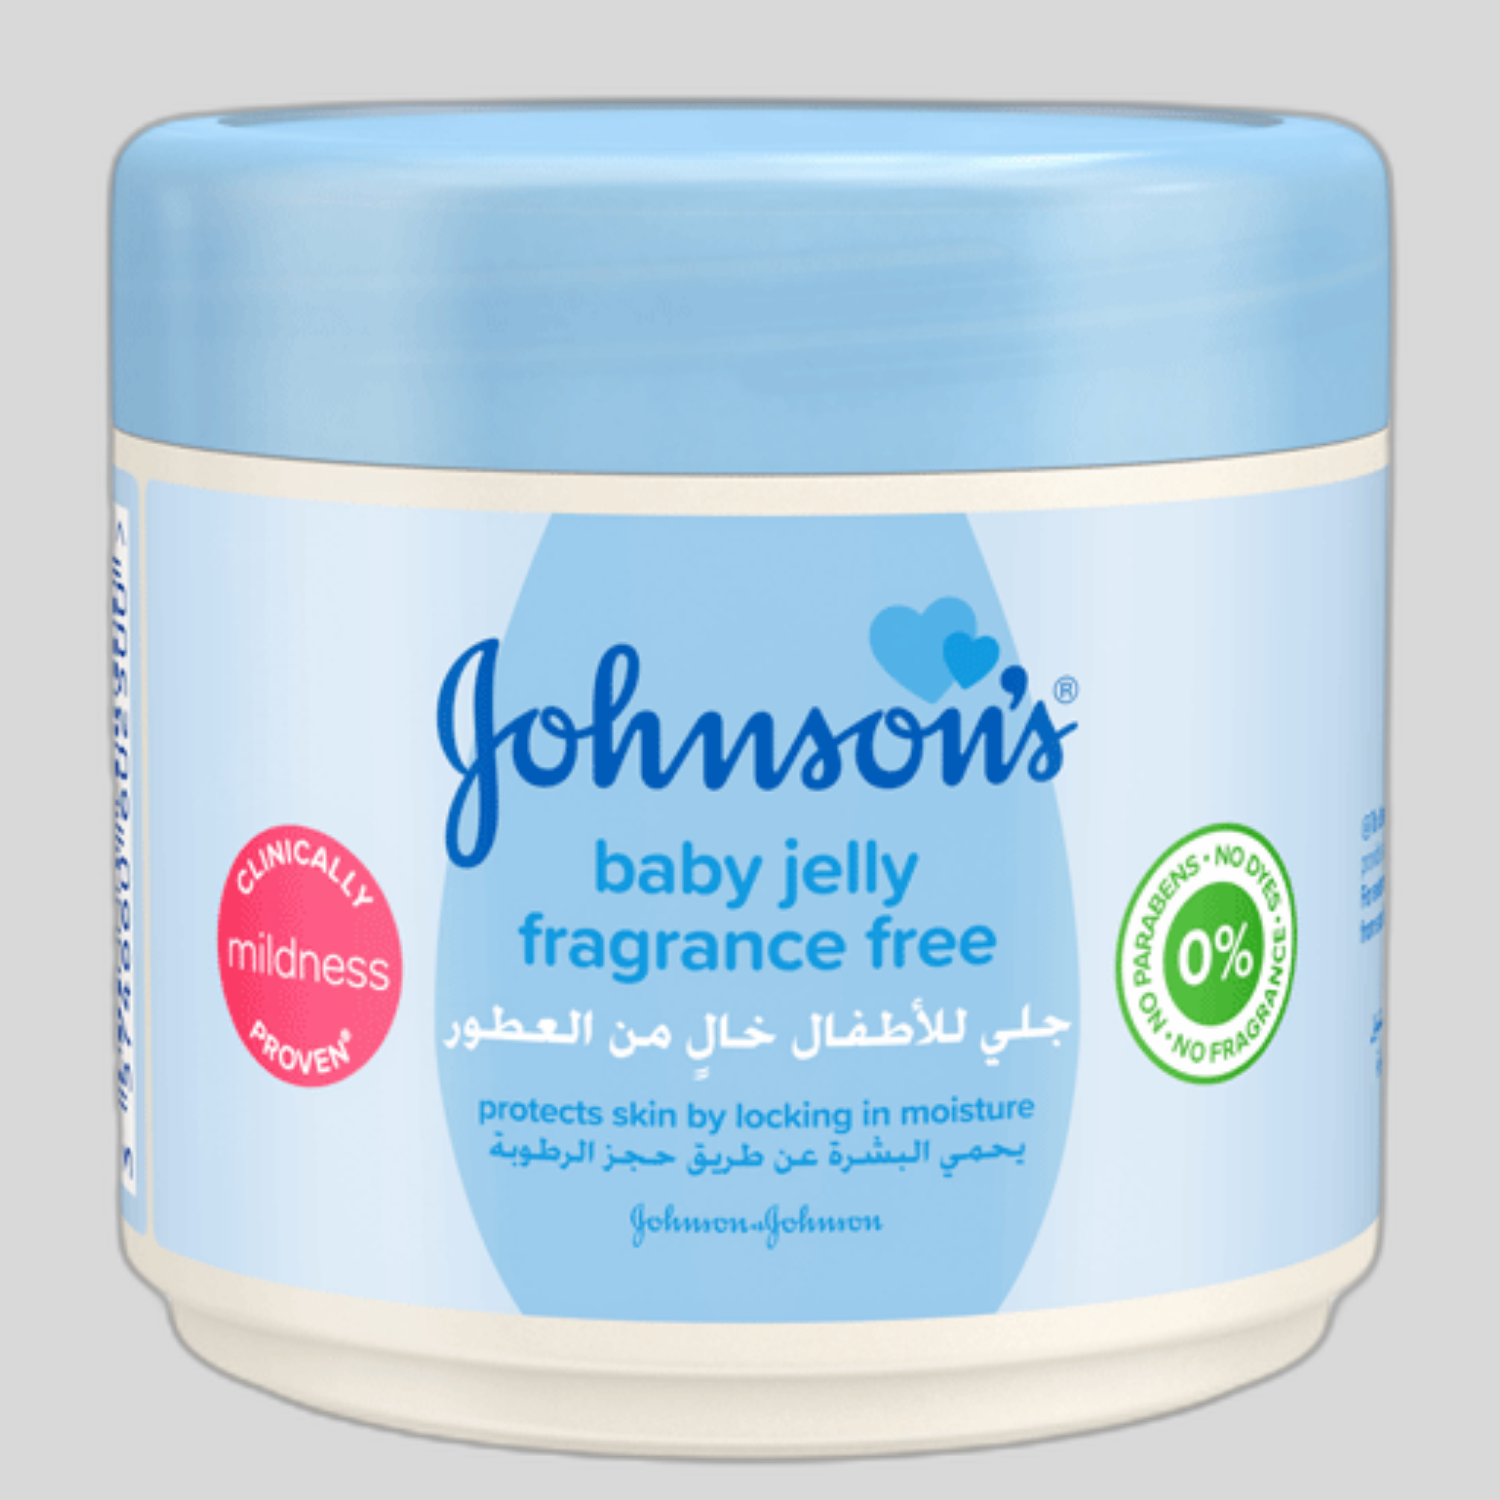 Johnson's®
baby jelly
fragrance free
جلي للأطفال خالٍ من العطور
protects skin by locking in moisture
يحمي البشرة عن طريق حجز الرطوبة
Johnson&Johnson
CLINICALLY
mildness
PROVEN®
NO PARABENS • NO DYES • NO FRAGRANCE •
0%